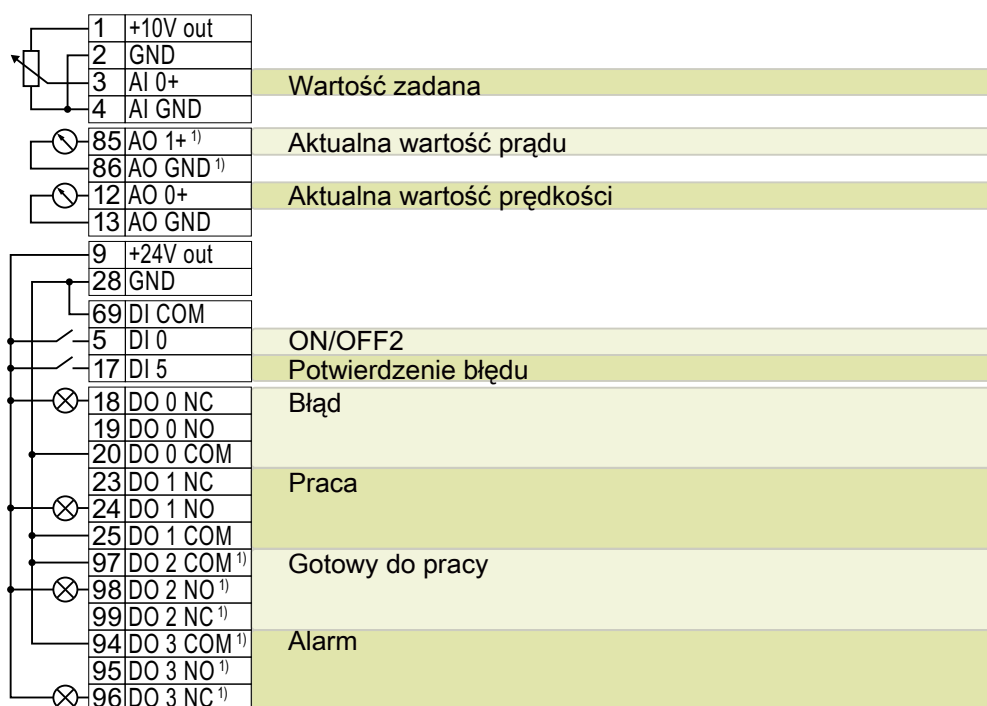 1 +10V out
2 GND
3 AI 0+ Wartość zadana
4 AI GND
85 AO 1+ 1) Aktualna wartość prądu
86 AO GND 1)
12 AO 0+ Aktualna wartość prędkości
13 AO GND
9 +24V out
28 GND
69 DI COM
5 DI 0 ON/OFF2
17 DI 5 Potwierdzenie błędu
18 DO 0 NC Błąd
19 DO 0 NO
20 DO 0 COM
23 DO 1 NC Praca
24 DO 1 NO
25 DO 1 COM
97 DO 2 COM 1) Gotowy do pracy
98 DO 2 NO 1)
99 DO 2 NC 1)
94 DO 3 COM 1) Alarm
95 DO 3 NO 1)
96 DO 3 NC 1)